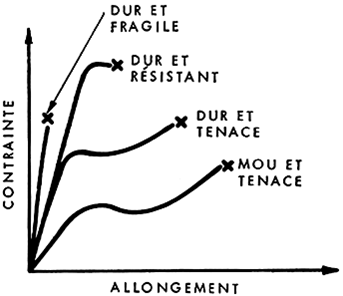 DUR ET
FRAGILE
DUR ET
RÉSISTANT
DUR ET
TENACE
MOU ET
TENACE
CONTRAINTE
ALLONGEMENT